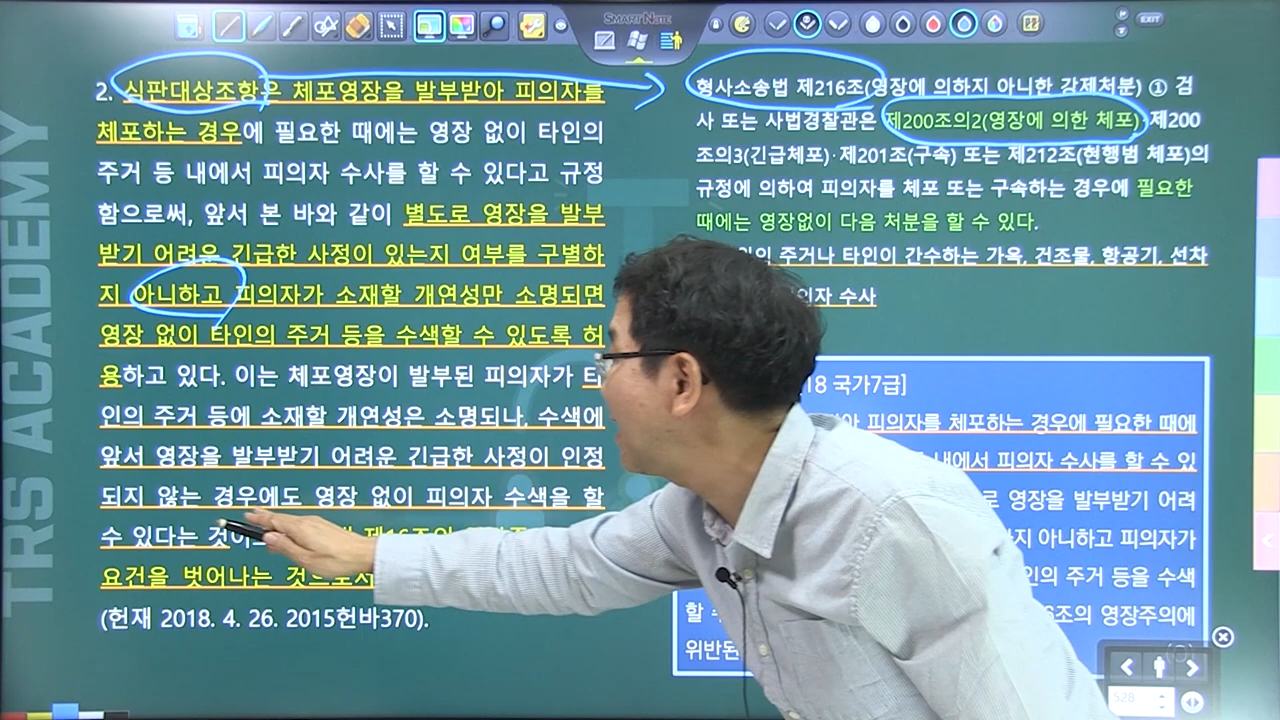 SMART NOTE
EXIT
TRS ACADEMY
2. 심판대상조항은 체포영장을 발부받아 피의자를
체포하는 경우에 필요한 때에는 영장 없이 타인의
주거 등 내에서 피의자 수사를 할 수 있다고 규정
함으로써, 앞서 본 바와 같이 별도로 영장을 발부
받기 어려운 긴급한 사정이 있는지 여부를 구별하
지 아니하고 피의자가 소재할 개연성만 소명되면
영장 없이 타인의 주거 등을 수색할 수 있도록 허
용하고 있다. 이는 체포영장이 발부된 피의자가 타
인의 주거 등에 소재할 개연성은 소명되나, 수색에
앞서 영장을 발부받기 어려운 긴급한 사정이 인정
되지 않는 경우에도 영장 없이 피의자 수색을 할
수 있다는 것이 제16조의
요건을 벗어나는 것으로서
(헌재 2018. 4. 26. 2015헌바370).
형사소송법 제216조(영장에 의하지 아니한 강제처분) ① 검
사 또는 사법경찰관은 제200조의2(영장에 의한 체포)·제200
조의3(긴급체포)·제201조(구속) 또는 제212조(현행범 체포)의
규정에 의하여 피의자를 체포 또는 구속하는 경우에 필요한
때에는 영장없이 다음 처분을 할 수 있다.
주거나 타인이 간수하는 가옥, 건조물, 항공기, 선차
수사
18 국가7급]
피의자를 체포하는 경우에 필요한 때에
내에서 피의자 수사를 할 수 있
영장을 발부받기 어려
아니하고 피의자가
주거 등을 수색
할 영장주의에
위반된
528